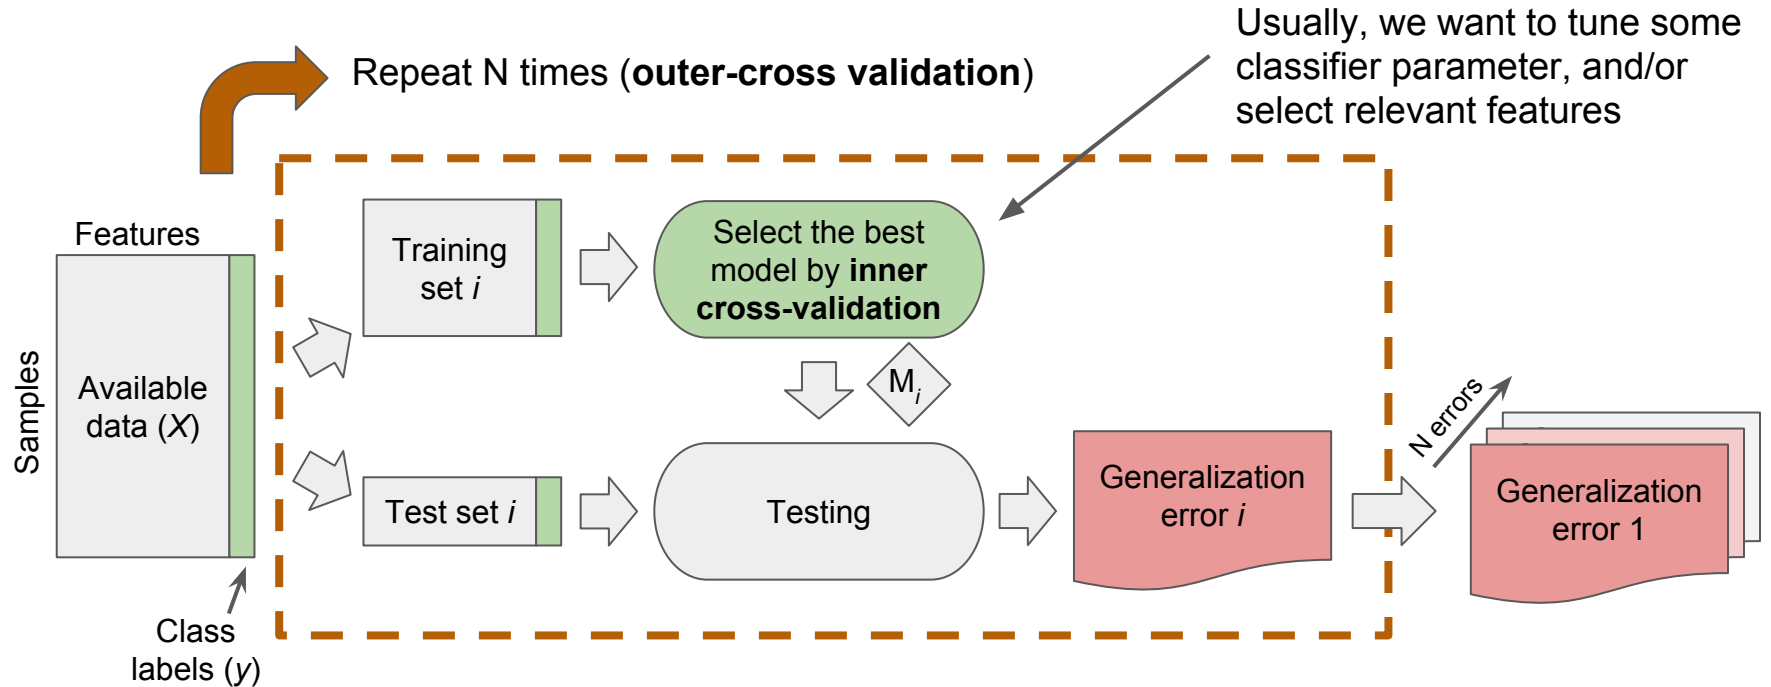 Repeat N times (outer-cross validation)
Usually, we want to tune some
classifier parameter, and/or
select relevant features
Features
Samples
Available
data (X)
Class
labels (y)
Training
set i
Select the best
model by inner
cross-validation
M i
Test set i
Testing
Generalization
error i
N errors
Generalization
error 1